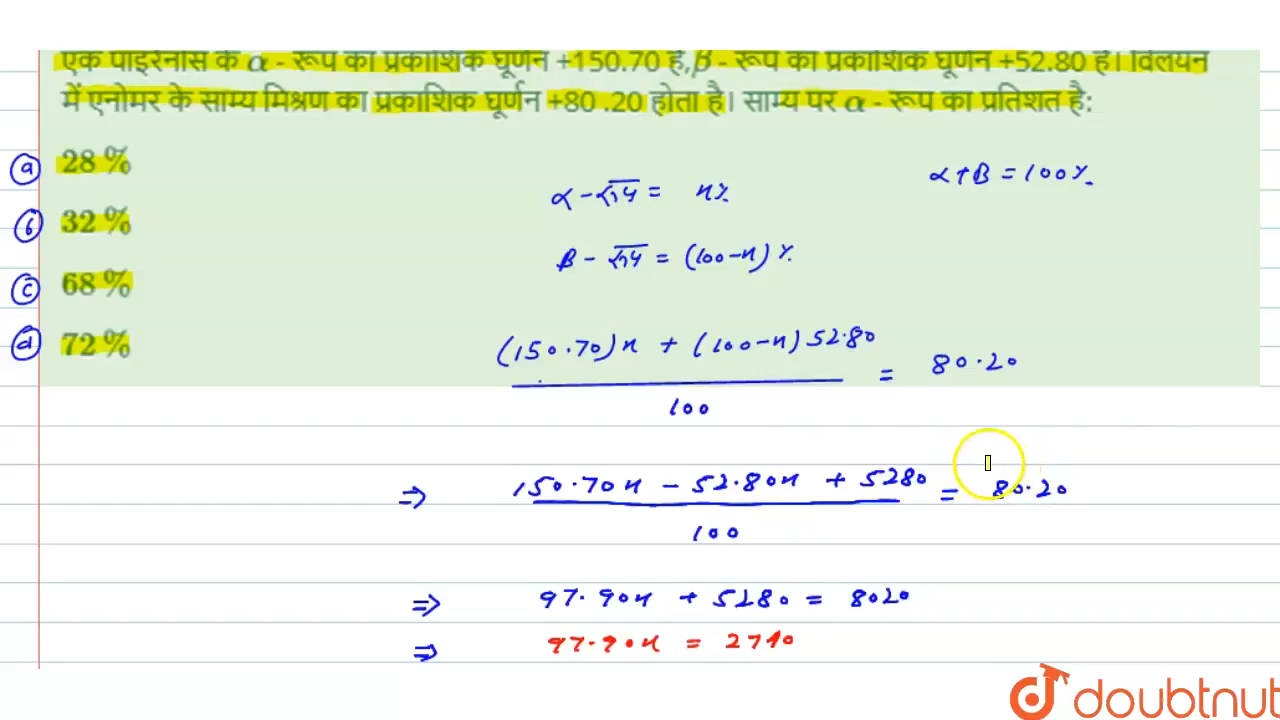 एक पाइरेनोस के α - रूप का प्रकाशिक घूर्णन +150.70 है,β - रूप का प्रकाशिक घूर्णन +52.80 है। विलयन
में एनोमर के साम्य मिश्रण का प्रकाशिक घूर्णन +80 .20 होता है। साम्य पर α - रूप का प्रतिशत है:
a 28 %
b 32 %
c 68 %
d 72 %
α - रूप = x%
α + β = 100%
β - रूप = (100-x) %
(150.70)x + (100-x) 52.80
= 80.20
100
⇒ 150.70x - 52.80x + 5280 = 80.20
100
⇒ 97.90x + 5280 = 8020
⇒ 97.90x = 2740
doubtnut